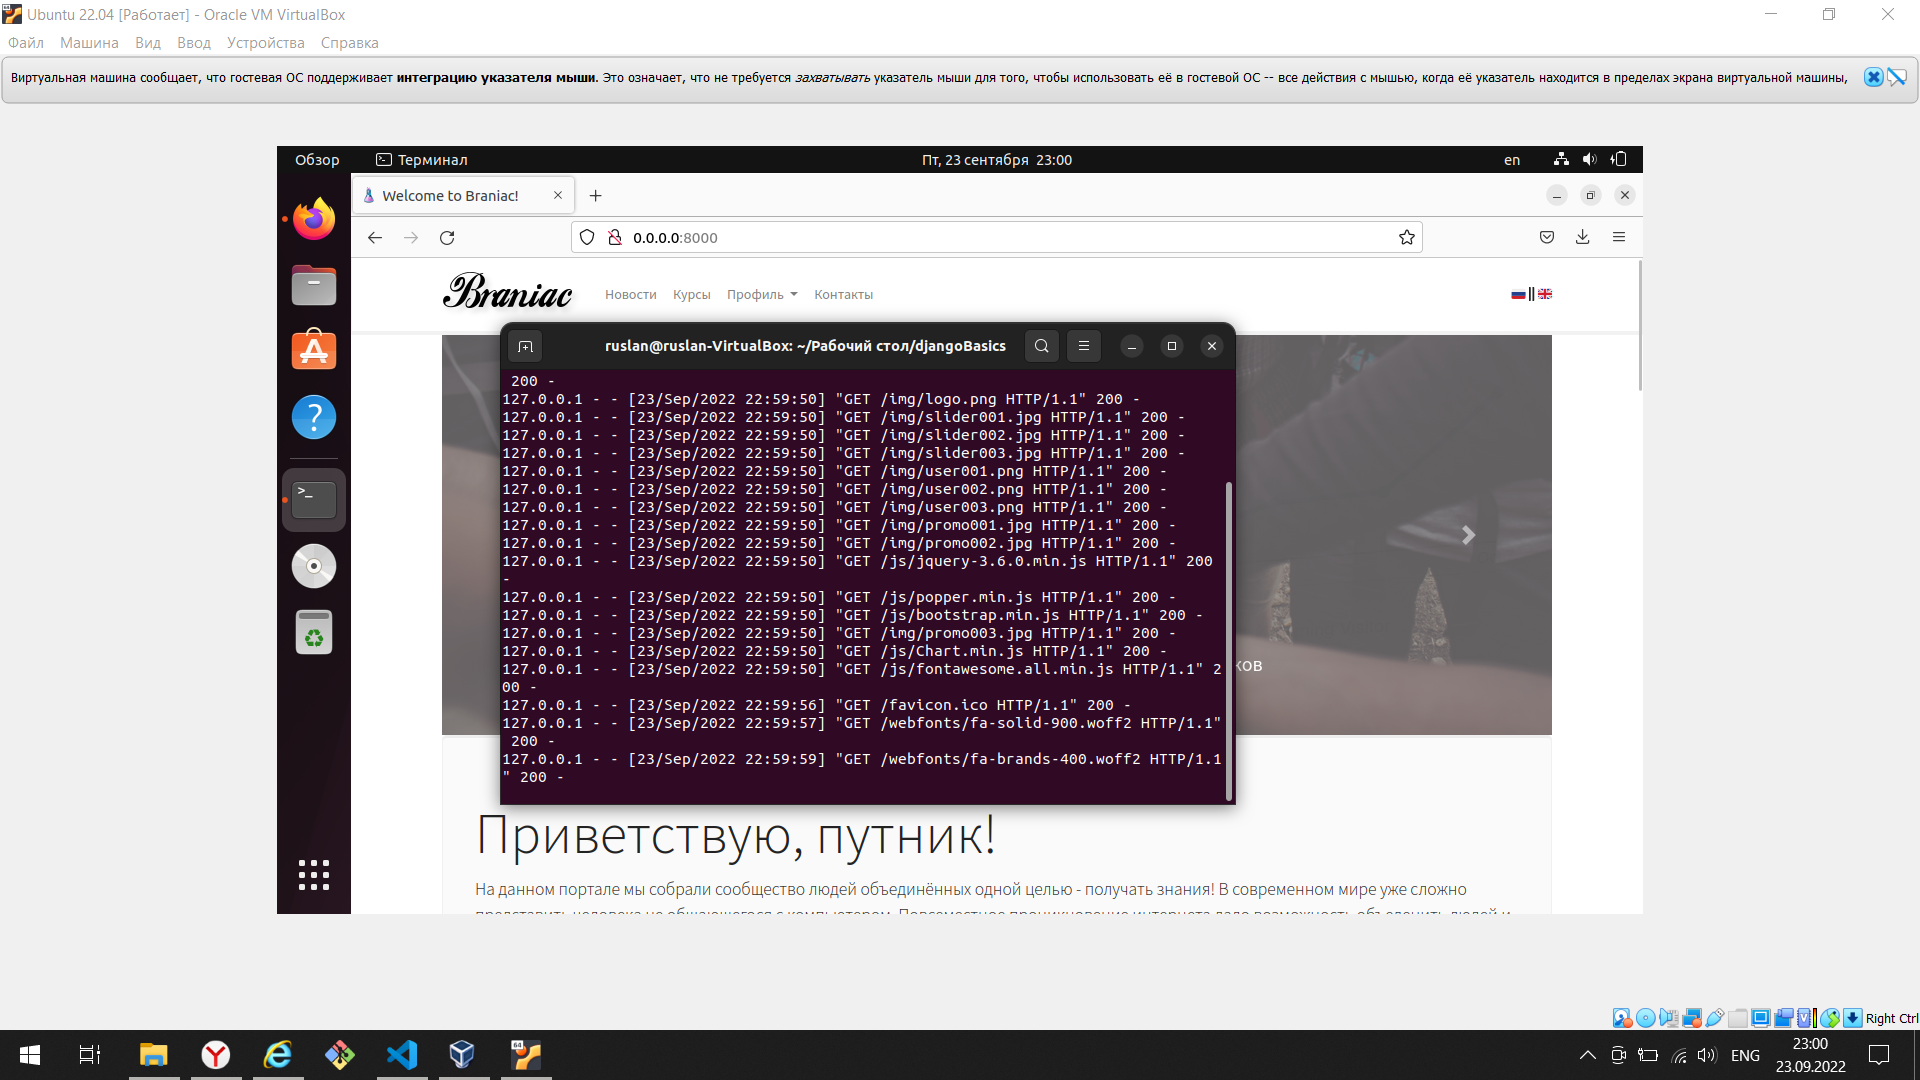 Ubuntu 22.04 [Работает] - Oracle VM VirtualBox
Файл Машина Вид Ввод Устройства Справка
Виртуальная машина сообщает, что гостевая ОС поддерживает интеграцию указателя мыши. Это означает, что не требуется захватывать указатель мыши для того, чтобы использовать её в гостевой ОС -- все действия с мышью, когда её указатель находится в пределах экрана виртуальной машины,
Обзор Терминал Пт, 23 сентября 23:00 en
Welcome to Braniac!
0.0.0.0:8000
Braniac Новости Курсы Профиль Контакты
ruslan@ruslan-VirtualBox: ~/Рабочий стол/djangoBasics
200 -
127.0.0.1 - - [23/Sep/2022 22:59:50] "GET /img/logo.png HTTP/1.1" 200 -
127.0.0.1 - - [23/Sep/2022 22:59:50] "GET /img/slider001.jpg HTTP/1.1" 200 -
127.0.0.1 - - [23/Sep/2022 22:59:50] "GET /img/slider002.jpg HTTP/1.1" 200 -
127.0.0.1 - - [23/Sep/2022 22:59:50] "GET /img/slider003.jpg HTTP/1.1" 200 -
127.0.0.1 - - [23/Sep/2022 22:59:50] "GET /img/user001.png HTTP/1.1" 200 -
127.0.0.1 - - [23/Sep/2022 22:59:50] "GET /img/user002.png HTTP/1.1" 200 -
127.0.0.1 - - [23/Sep/2022 22:59:50] "GET /img/user003.png HTTP/1.1" 200 -
127.0.0.1 - - [23/Sep/2022 22:59:50] "GET /img/promo001.jpg HTTP/1.1" 200 -
127.0.0.1 - - [23/Sep/2022 22:59:50] "GET /img/promo002.jpg HTTP/1.1" 200 -
127.0.0.1 - - [23/Sep/2022 22:59:50] "GET /js/jquery-3.6.0.min.js HTTP/1.1" 200
-
127.0.0.1 - - [23/Sep/2022 22:59:50] "GET /js/popper.min.js HTTP/1.1" 200 -
127.0.0.1 - - [23/Sep/2022 22:59:50] "GET /js/bootstrap.min.js HTTP/1.1" 200 -
127.0.0.1 - - [23/Sep/2022 22:59:50] "GET /img/promo003.jpg HTTP/1.1" 200 -
127.0.0.1 - - [23/Sep/2022 22:59:50] "GET /js/Chart.min.js HTTP/1.1" 200 -
127.0.0.1 - - [23/Sep/2022 22:59:50] "GET /js/fontawesome.all.min.js HTTP/1.1" 2
00 -
127.0.0.1 - - [23/Sep/2022 22:59:56] "GET /favicon.ico HTTP/1.1" 200 -
127.0.0.1 - - [23/Sep/2022 22:59:57] "GET /webfonts/fa-solid-900.woff2 HTTP/1.1"
200 -
127.0.0.1 - - [23/Sep/2022 22:59:59] "GET /webfonts/fa-brands-400.woff2 HTTP/1.1
" 200 -
ков
Приветствую, путник!
На данном портале мы собрали сообщество людей объединённых одной целью - получать знания! В современном мире уже сложно
Right Ctrl
ENG
23:00
23.09.2022